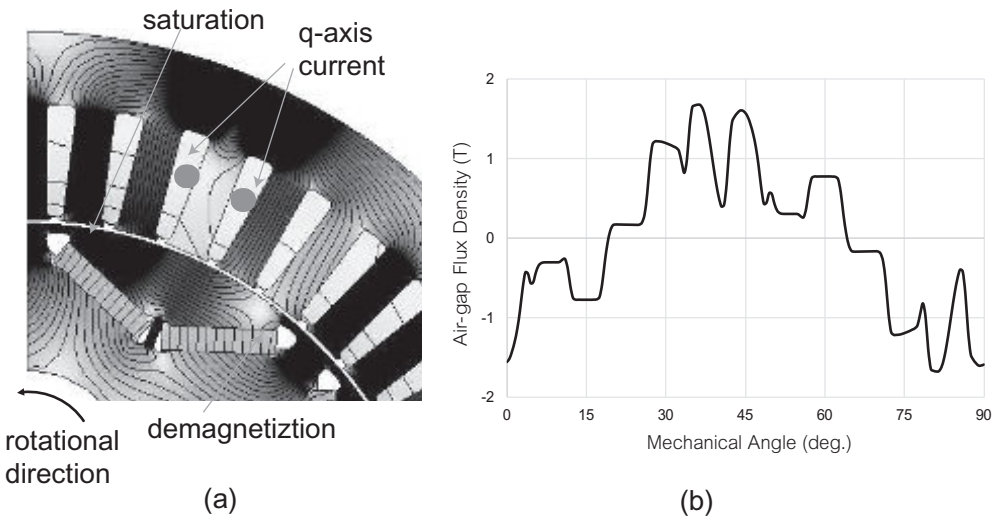 saturation
q-axis
current
rotational
direction
demagnetiztion
(a)
Air-gap Flux Density (T)
2
1
0
-1
-2
0 15 30 45 60 75 90
Mechanical Angle (deg.)
(b)